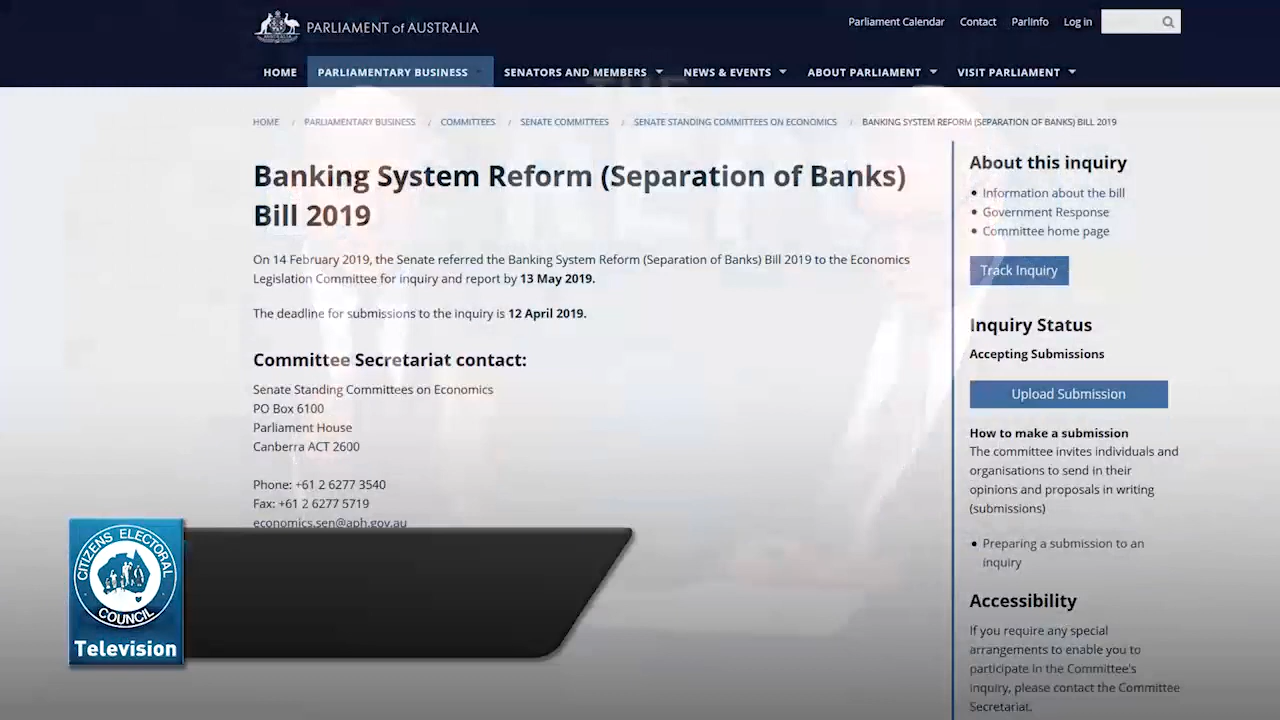 PARLIAMENT of AUSTRALIA
Parliament Calendar Contact ParlInfo Log in
HOME PARLIAMENTARY BUSINESS SENATORS AND MEMBERS NEWS & EVENTS ABOUT PARLIAMENT VISIT PARLIAMENT
HOME / PARLIAMENTARY BUSINESS / COMMITTEES / SENATE COMMITTEES / SENATE STANDING COMMITTEES ON ECONOMICS / BANKING SYSTEM REFORM (SEPARATION OF BANKS) BILL 2019
Banking System Reform (Separation of Banks)
Bill 2019
On 14 February 2019, the Senate referred the Banking System Reform (Separation of Banks) Bill 2019 to the Economics
Legislation Committee for inquiry and report by 13 May 2019.
The deadline for submissions to the inquiry is 12 April 2019.
Committee Secretariat contact:
Senate Standing Committees on Economics
PO Box 6100
Parliament House
Canberra ACT 2600
Phone: +61 2 6277 3540
Fax: +61 2 6277 5719
economics.sen@aph.gov.au
About this inquiry
Information about the bill
Government Response
Committee home page
Track Inquiry
Inquiry Status
Accepting Submissions
Upload Submission
How to make a submission
The committee invites individuals and
organisations to send in their
opinions and proposals in writing
(submissions)
Preparing a submission to an
inquiry
Accessibility
If you require any special
arrangements to enable you to
participate in the Committee's
inquiry, please contact the Committee
Secretariat.
CITIZENS ELECTORAL
COUNCIL
Television